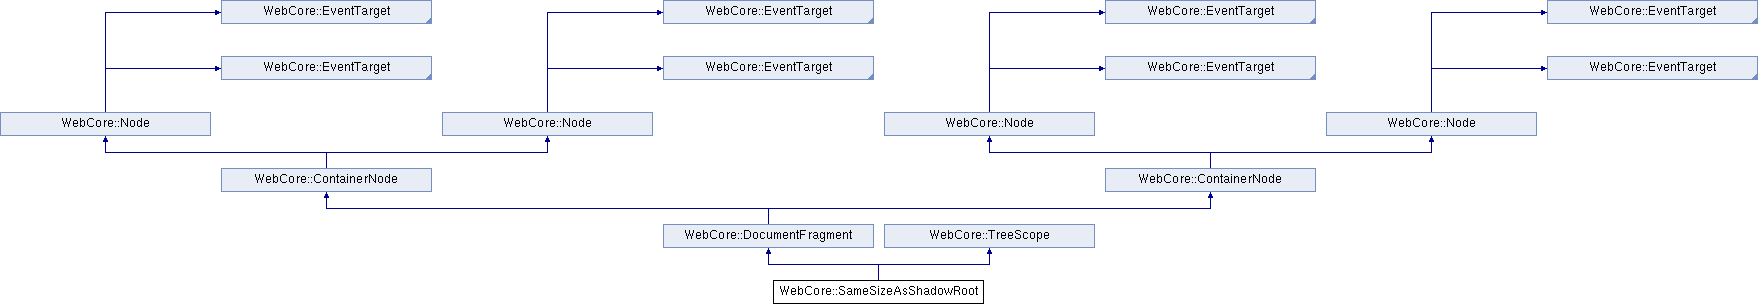 WebCore::EventTarget WebCore::EventTarget WebCore::EventTarget WebCore::EventTarget
WebCore::EventTarget WebCore::EventTarget WebCore::EventTarget WebCore::EventTarget
WebCore::Node WebCore::Node WebCore::Node WebCore::Node
WebCore::ContainerNode WebCore::ContainerNode
WebCore::DocumentFragment WebCore::TreeScope
WebCore::SameSizeAsShadowRoot